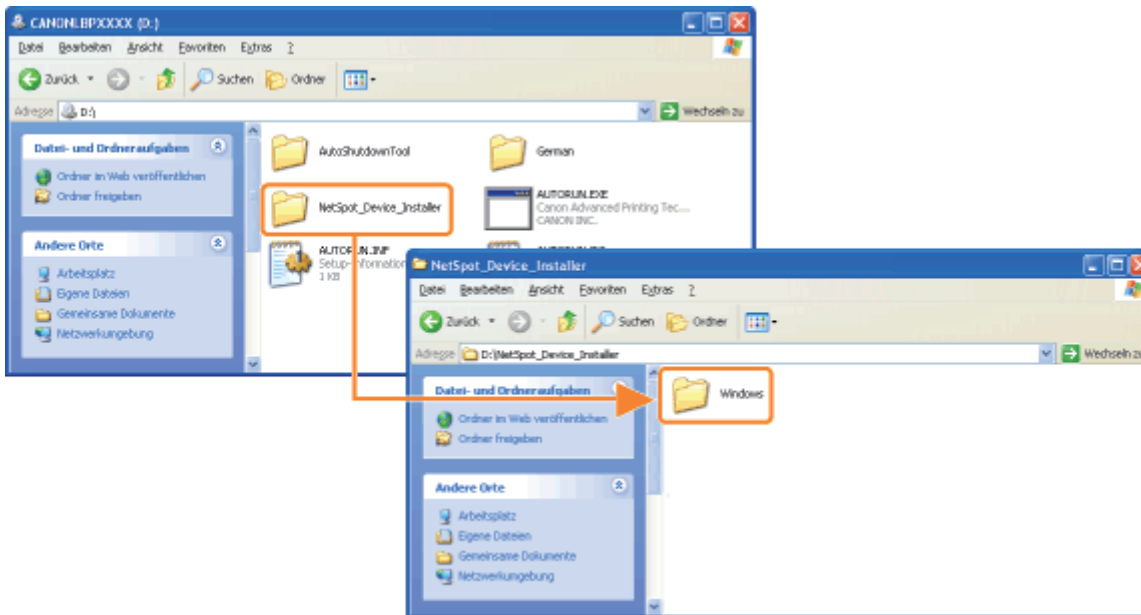 CANONLBPXXXX (D:)
Datei Bearbeiten Ansicht Favoriten Extras ?
Zurück Suchen Ordner
Adresse D:\ Wechseln zu
Datei- und Ordneraufgaben
Ordner im Web veröffentlichen
Ordner freigeben
Andere Orte
Arbeitsplatz
Eigene Dateien
Gemeinsame Dokumente
Netzwerkumgebung
AutoShutdownTool
German
NetSpot_Device_Installer
AUTORUN.EXE
Canon Advanced Printing Tec...
CANON INC.
AUTORUN.INF
Setup-Information
1 KB
NetSpot_Device_Installer
Datei Bearbeiten Ansicht Favoriten Extras ?
Zurück Suchen Ordner
Adresse D:\NetSpot_Device_Installer Wechseln zu
Datei- und Ordneraufgaben
Ordner im Web veröffentlichen
Ordner freigeben
Andere Orte
Arbeitsplatz
Eigene Dateien
Gemeinsame Dokumente
Netzwerkumgebung
Windows